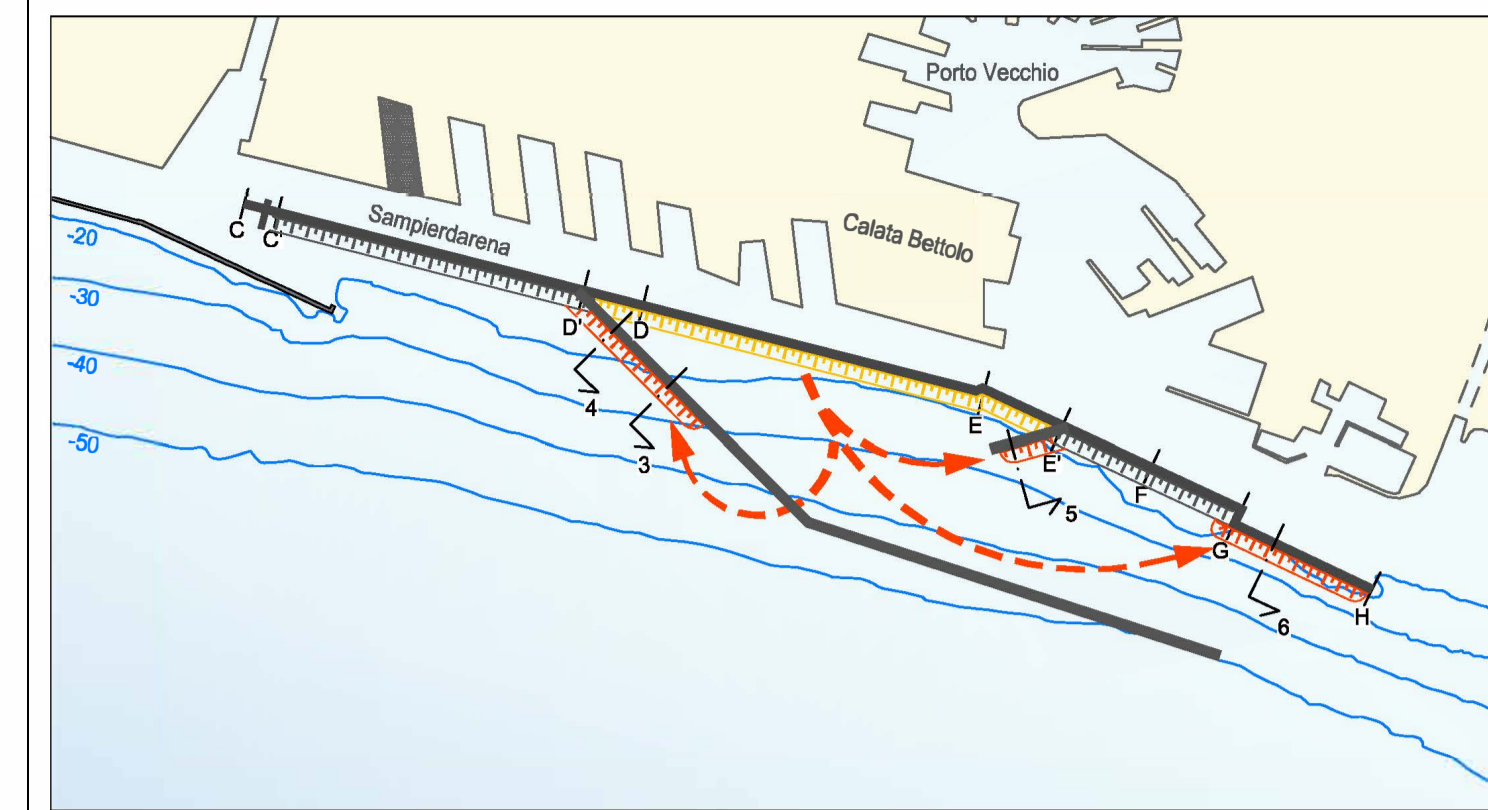 Porto Vecchio
Sampierdarena
Calata Bettolo
C
C'
-20
-30
-40
-50
D'
D
E
E'
F
G
H
4
3
5
6